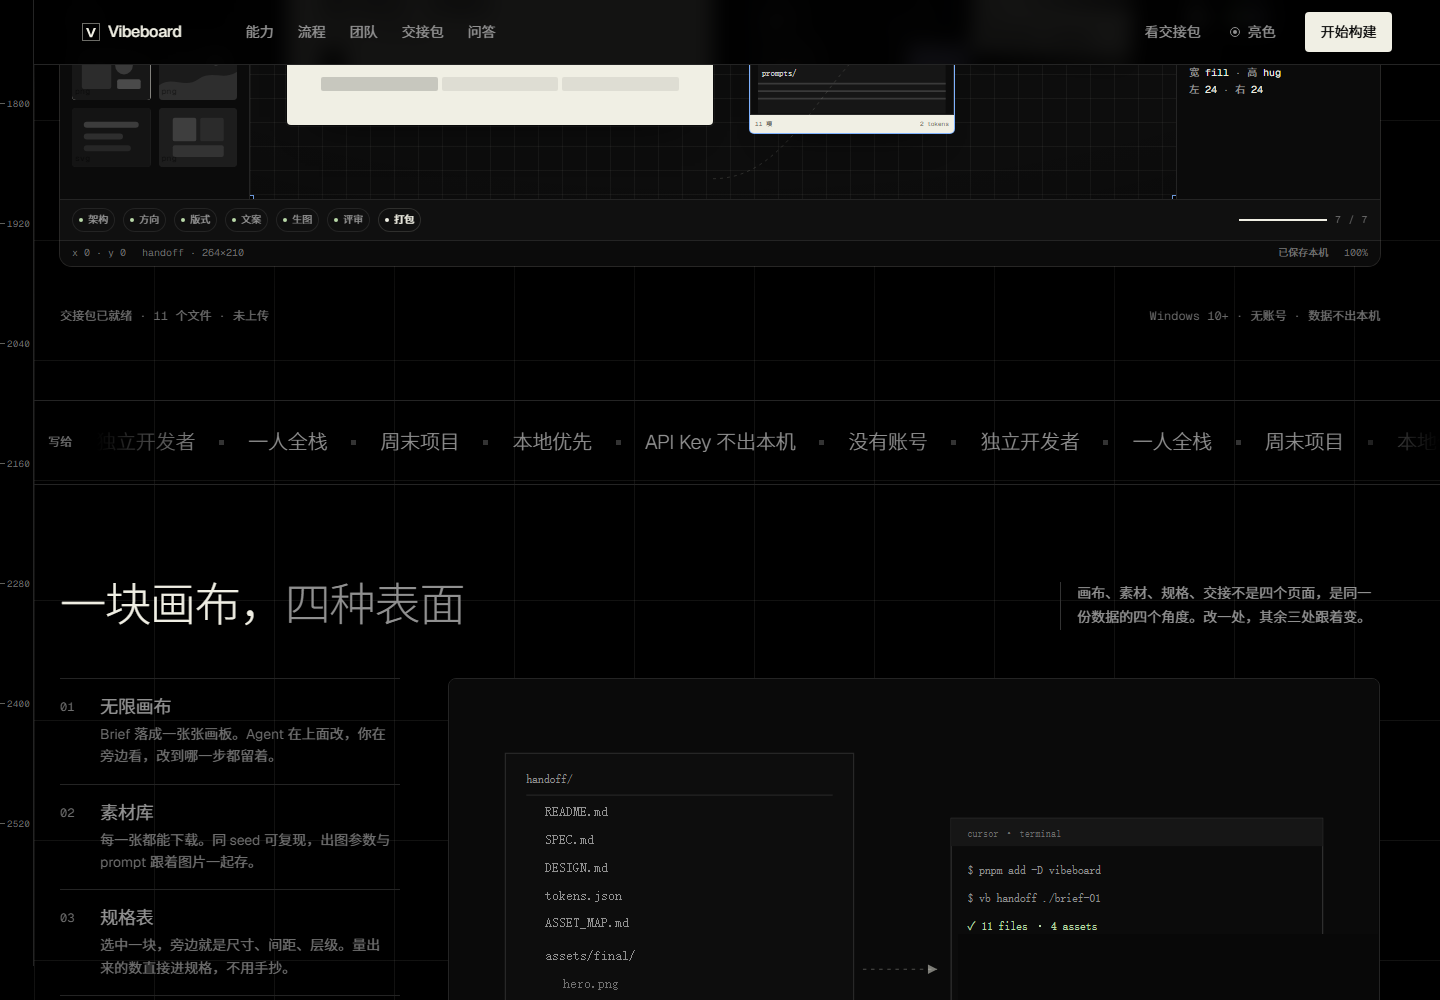 V Vibeboard 能力 流程 团队 交接包 问答 看交接包 亮色 开始构建
prompts/
11 项 2 tokens
宽 fill · 高 hug
左 24 · 右 24
png
png
架构 方向 版式 文案 生图 评审 打包 7 / 7
x 0 · y 0 handoff · 264×210 已保存本机 100%
交接包已就绪 · 11 个文件 · 未上传 Windows 10+ · 无账号 · 数据不出本机
写给 独立开发者 一人全栈 周末项目 本地优先 API Key 不出本机 没有账号 独立开发者 一人全栈 周末项目 本地
1800
1920
2040
2160
2280
2400
2520
一块画布，四种表面
画布、素材、规格、交接不是四个页面，是同一
份数据的四个角度。改一处，其余三处跟着变。
01 无限画布
Brief 落成一张张画板。Agent 在上面改，你在
旁边看，改到哪一步都留着。
02 素材库
每一张都能下载。同 seed 可复现，出图参数与
prompt 跟着图片一起存。
03 规格表
选中一块，旁边就是尺寸、间距、层级。量出
来的数直接进规格，不用手抄。
handoff/
README.md
SPEC.md
DESIGN.md
tokens.json
ASSET_MAP.md
assets/final/
hero.png
cursor · terminal
$ pnpm add -D vibeboard
$ vb handoff ./brief-01
✓ 11 files · 4 assets